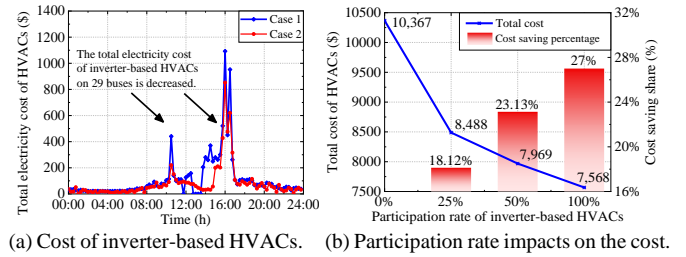 Total electricity cost of HVACs ($)
1400
1200
1000
800
600
400
200
0
00:00 04:00 08:00 12:00 16:00 20:00 24:00
Time (h)
Case 1
Case 2
The total electricity cost
of inverter-based HVACs
on 29 buses is decreased.
(a) Cost of inverter-based HVACs.
Total cost of HVACs ($)
10500
10000
9500
9000
8500
8000
7500
0% 25% 50% 100%
Participation rate of inverter-based HVACs
Cost saving share (%)
32%
28%
24%
20%
16%
Total cost
Cost saving percentage
10,367
8,488
7,969
7,568
18.12%
23.13%
27%
(b) Participation rate impacts on the cost.